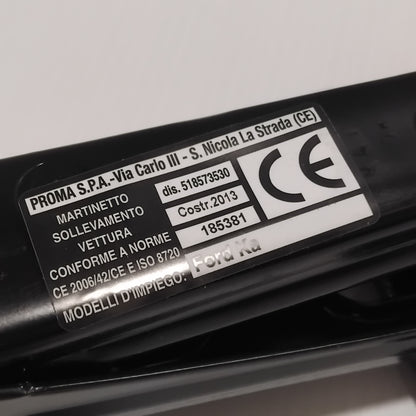 PROMA S.P.A.-Via Carlo III - S. Nicola La Strada (CE)
MARTINETTO
SOLLEVAMENTO
VETTURA
CONFORME A NORME
CE 2006/42/CE E ISO 8720
MODELLI D'IMPIEGO:
dis. 518573530
Costr.2013
185381
Ford Ka
CE